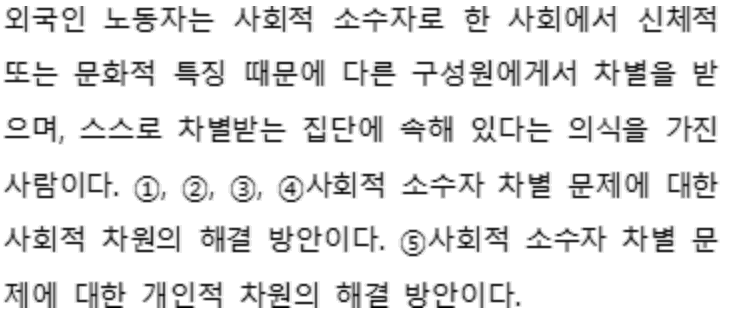 외국인 노동자는 사회적 소수자로 한 사회에서 신체적
또는 문화적 특징 때문에 다른 구성원에게서 차별을 받
으며, 스스로 차별받는 집단에 속해 있다는 의식을 가진
사람이다. ①, ②, ③, ④사회적 소수자 차별 문제에 대한
사회적 차원의 해결 방안이다. ⑤사회적 소수자 차별 문
제에 대한 개인적 차원의 해결 방안이다.